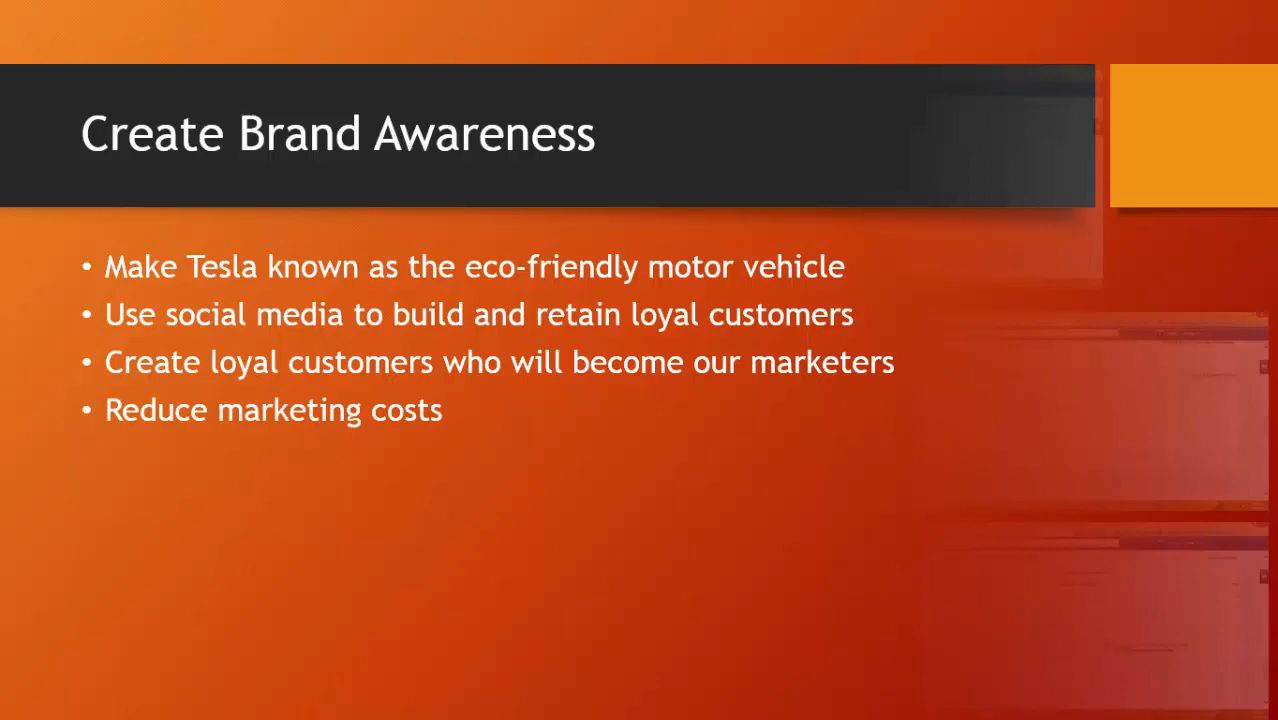 Create Brand Awareness
• Make Tesla known as the eco-friendly motor vehicle
• Use social media to build and retain loyal customers
• Create loyal customers who will become our marketers
• Reduce marketing costs